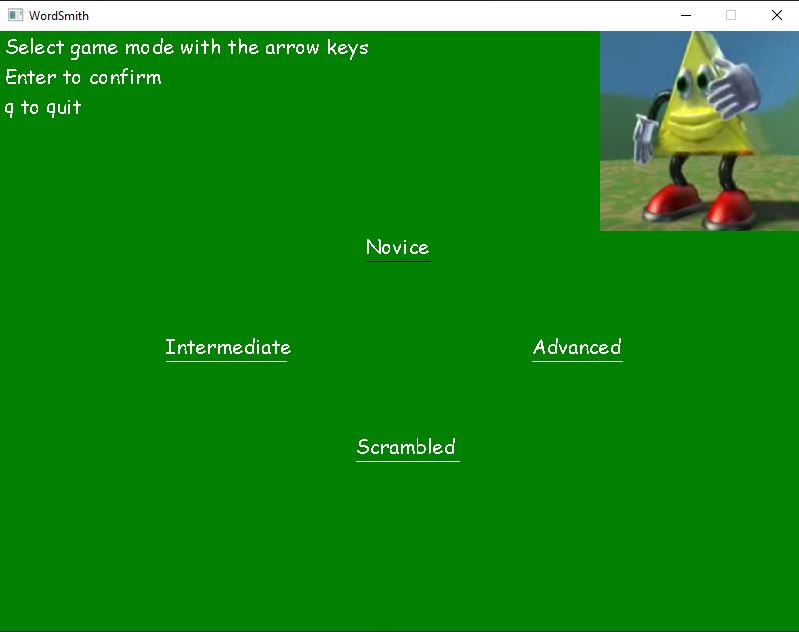 WordSmith
Select game mode with the arrow keys
Enter to confirm
q to quit
Novice
Intermediate
Advanced
Scrambled